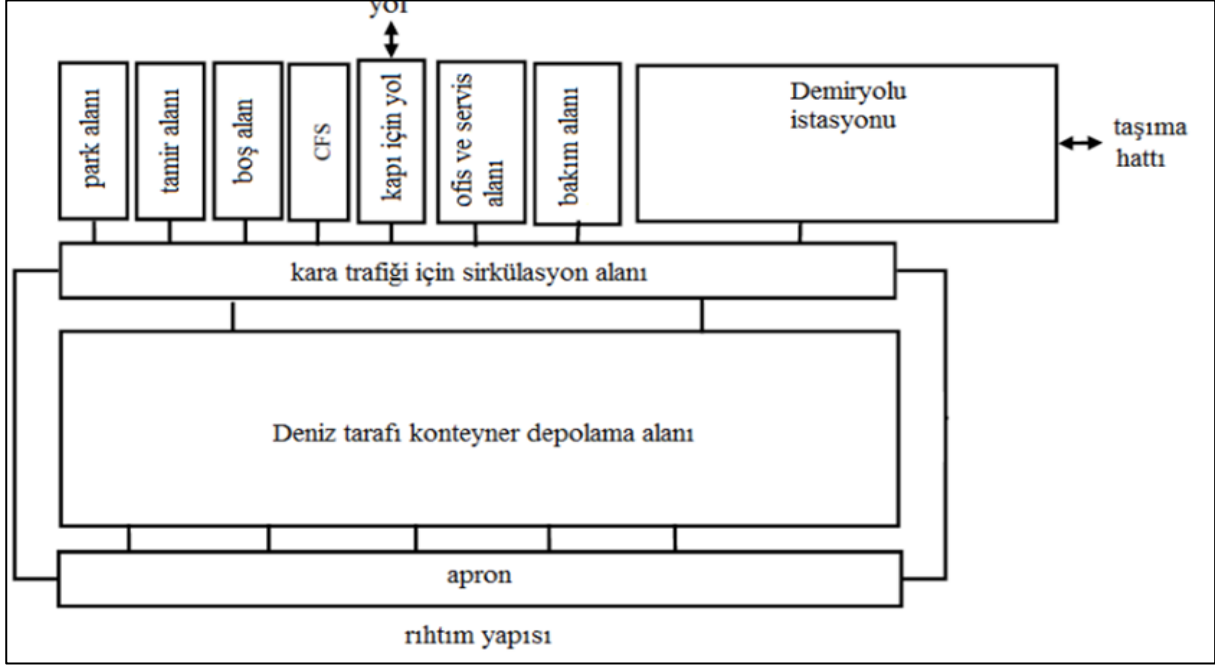 yol
park alanı
tamir alanı
boş alan
CFS
kapı için yol
ofis ve servis
alanı
bakım alanı
Demiryolu
istasyonu
taşıma
hattı
kara trafiği için sirkülasyon alanı
Deniz tarafı konteyner depolama alanı
apron
rıhtım yapısı